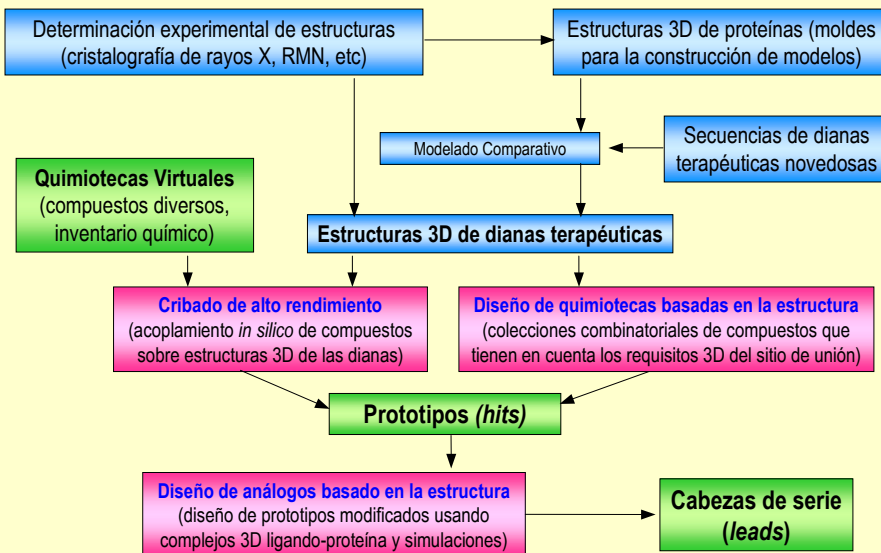 Determinación experimental de estructuras
(cristalografía de rayos X, RMN, etc)
Estructuras 3D de proteínas (moldes
para la construcción de modelos)
Modelado Comparativo
Secuencias de dianas
terapéuticas novedosas
Quimiotecas Virtuales
(compuestos diversos,
inventario químico)
Estructuras 3D de dianas terapéuticas
Cribado de alto rendimiento
(acoplamiento in silico de compuestos
sobre estructuras 3D de las dianas)
Diseño de quimiotecas basadas en la estructura
(colecciones combinatoriales de compuestos que
tienen en cuenta los requisitos 3D del sitio de unión)
Prototipos (hits)
Diseño de análogos basado en la estructura
(diseño de prototipos modificados usando
complejos 3D ligando-proteína y simulaciones)
Cabezas de serie
(leads)